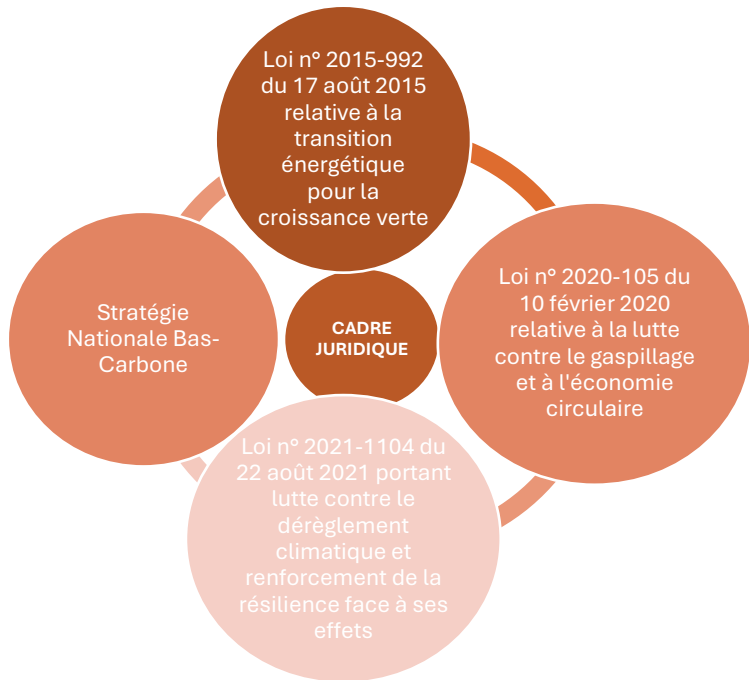 Loi n° 2015-992
du 17 août 2015
relative à la
transition
énergétique
pour la
croissance verte
Stratégie
Nationale Bas-
Carbone
CADRE
JURIDIQUE
Loi n° 2020-105 du
10 février 2020
relative à la lutte
contre le gaspillage
et à l'économie
circulaire
Loi n° 2021-1104 du
22 août 2021 portant
lutte contre le
dérèglement
climatique et
renforcement de la
résilience face à ses
effets